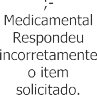 ;-
Medicamental
Respondeu
incorretamente
o item
solicitado.